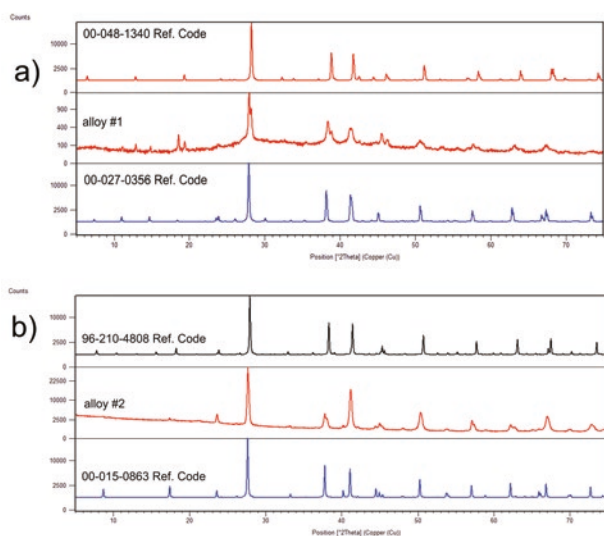 Counts
00-048-1340 Ref. Code
10000
2500
0
a)
alloy #1
900
400
100
0
00-027-0356 Ref. Code
10000
2500
0
10 20 30 40 50 60 70
Position [°2Theta] (Copper (Cu))
Counts
b)
96-210-4808 Ref. Code
10000
2500
0
alloy #2
22500
10000
2500
0
00-015-0863 Ref. Code
10000
2500
0
10 20 30 40 50 60 70
Position [°2Theta] (Copper (Cu))